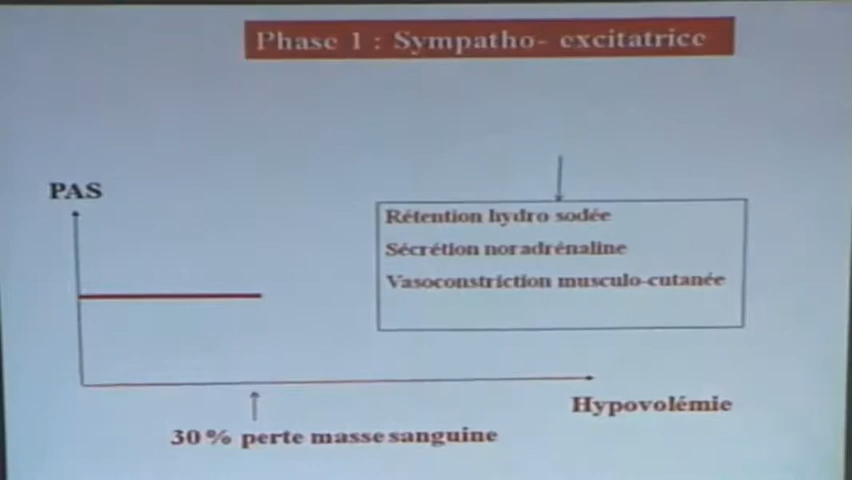 Phase 1 : Sympatho- excitatrice
PAS
Rétention hydro sodée
Sécrétion noradrénaline
Vasoconstriction musculo-cutanée
Hypovolémie
30 % perte masse sanguine